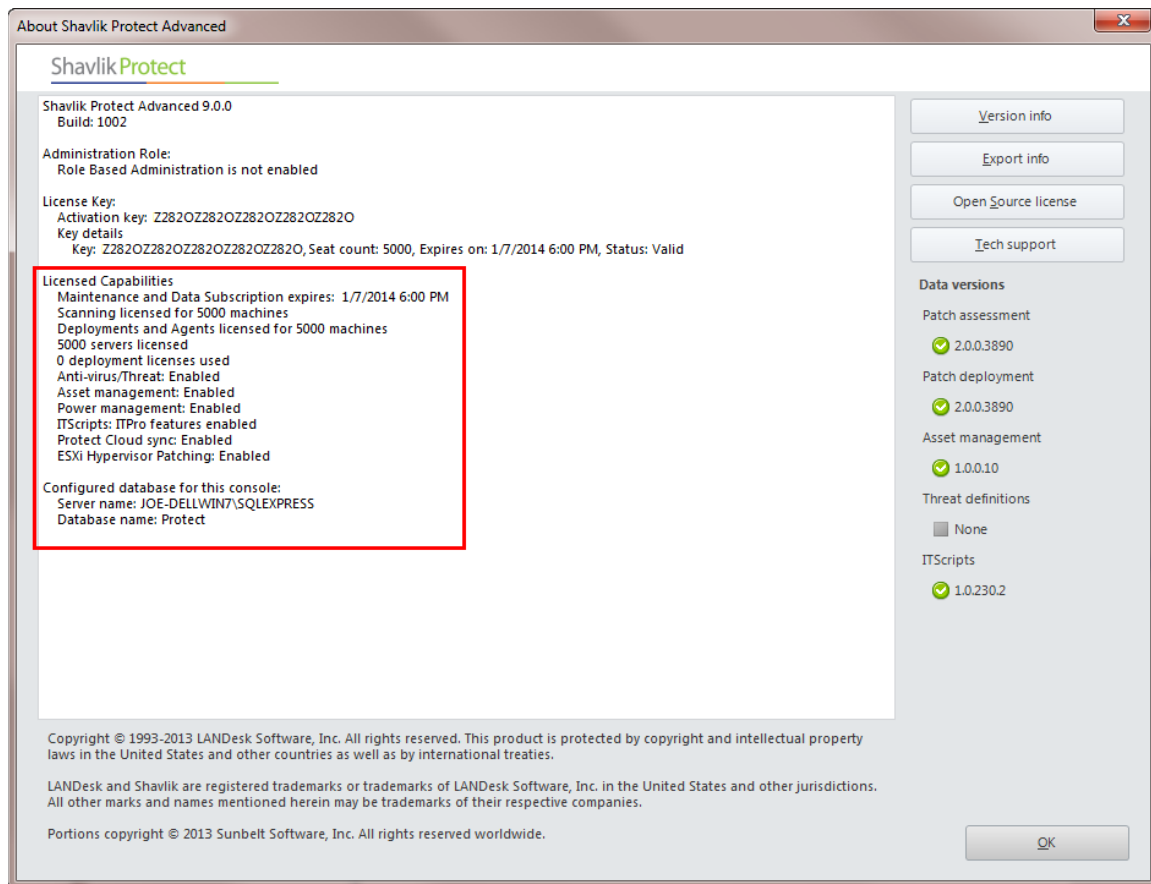 About Shavlik Protect Advanced
Shavlik Protect
Shavlik Protect Advanced 9.0.0
Build: 1002
Administration Role:
Role Based Administration is not enabled
License Key:
Activation key: Z282OZ282OZ282OZ282OZ282O
Key details
Key: Z282OZ282OZ282OZ282OZ282O, Seat count: 5000, Expires on: 1/7/2014 6:00 PM, Status: Valid
Licensed Capabilities
Maintenance and Data Subscription expires: 1/7/2014 6:00 PM
Scanning licensed for 5000 machines
Deployments and Agents licensed for 5000 machines
5000 servers licensed
0 deployment licenses used
Anti-virus/Threat: Enabled
Asset management: Enabled
Power management: Enabled
ITScripts: ITPro features enabled
Protect Cloud sync: Enabled
ESXi Hypervisor Patching: Enabled
Configured database for this console:
Server name: JOE-DELLWIN7\SQLEXPRESS
Database name: Protect
Version info
Export info
Open Source license
Tech support
Data versions
Patch assessment
2.0.0.3890
Patch deployment
2.0.0.3890
Asset management
1.0.0.10
Threat definitions
None
ITScripts
1.0.230.2
Copyright © 1993-2013 LANDesk Software, Inc. All rights reserved. This product is protected by copyright and intellectual property
laws in the United States and other countries as well as by international treaties.
LANDesk and Shavlik are registered trademarks or trademarks of LANDesk Software, Inc. in the United States and other jurisdictions.
All other marks and names mentioned herein may be trademarks of their respective companies.
Portions copyright © 2013 Sunbelt Software, Inc. All rights reserved worldwide.
OK